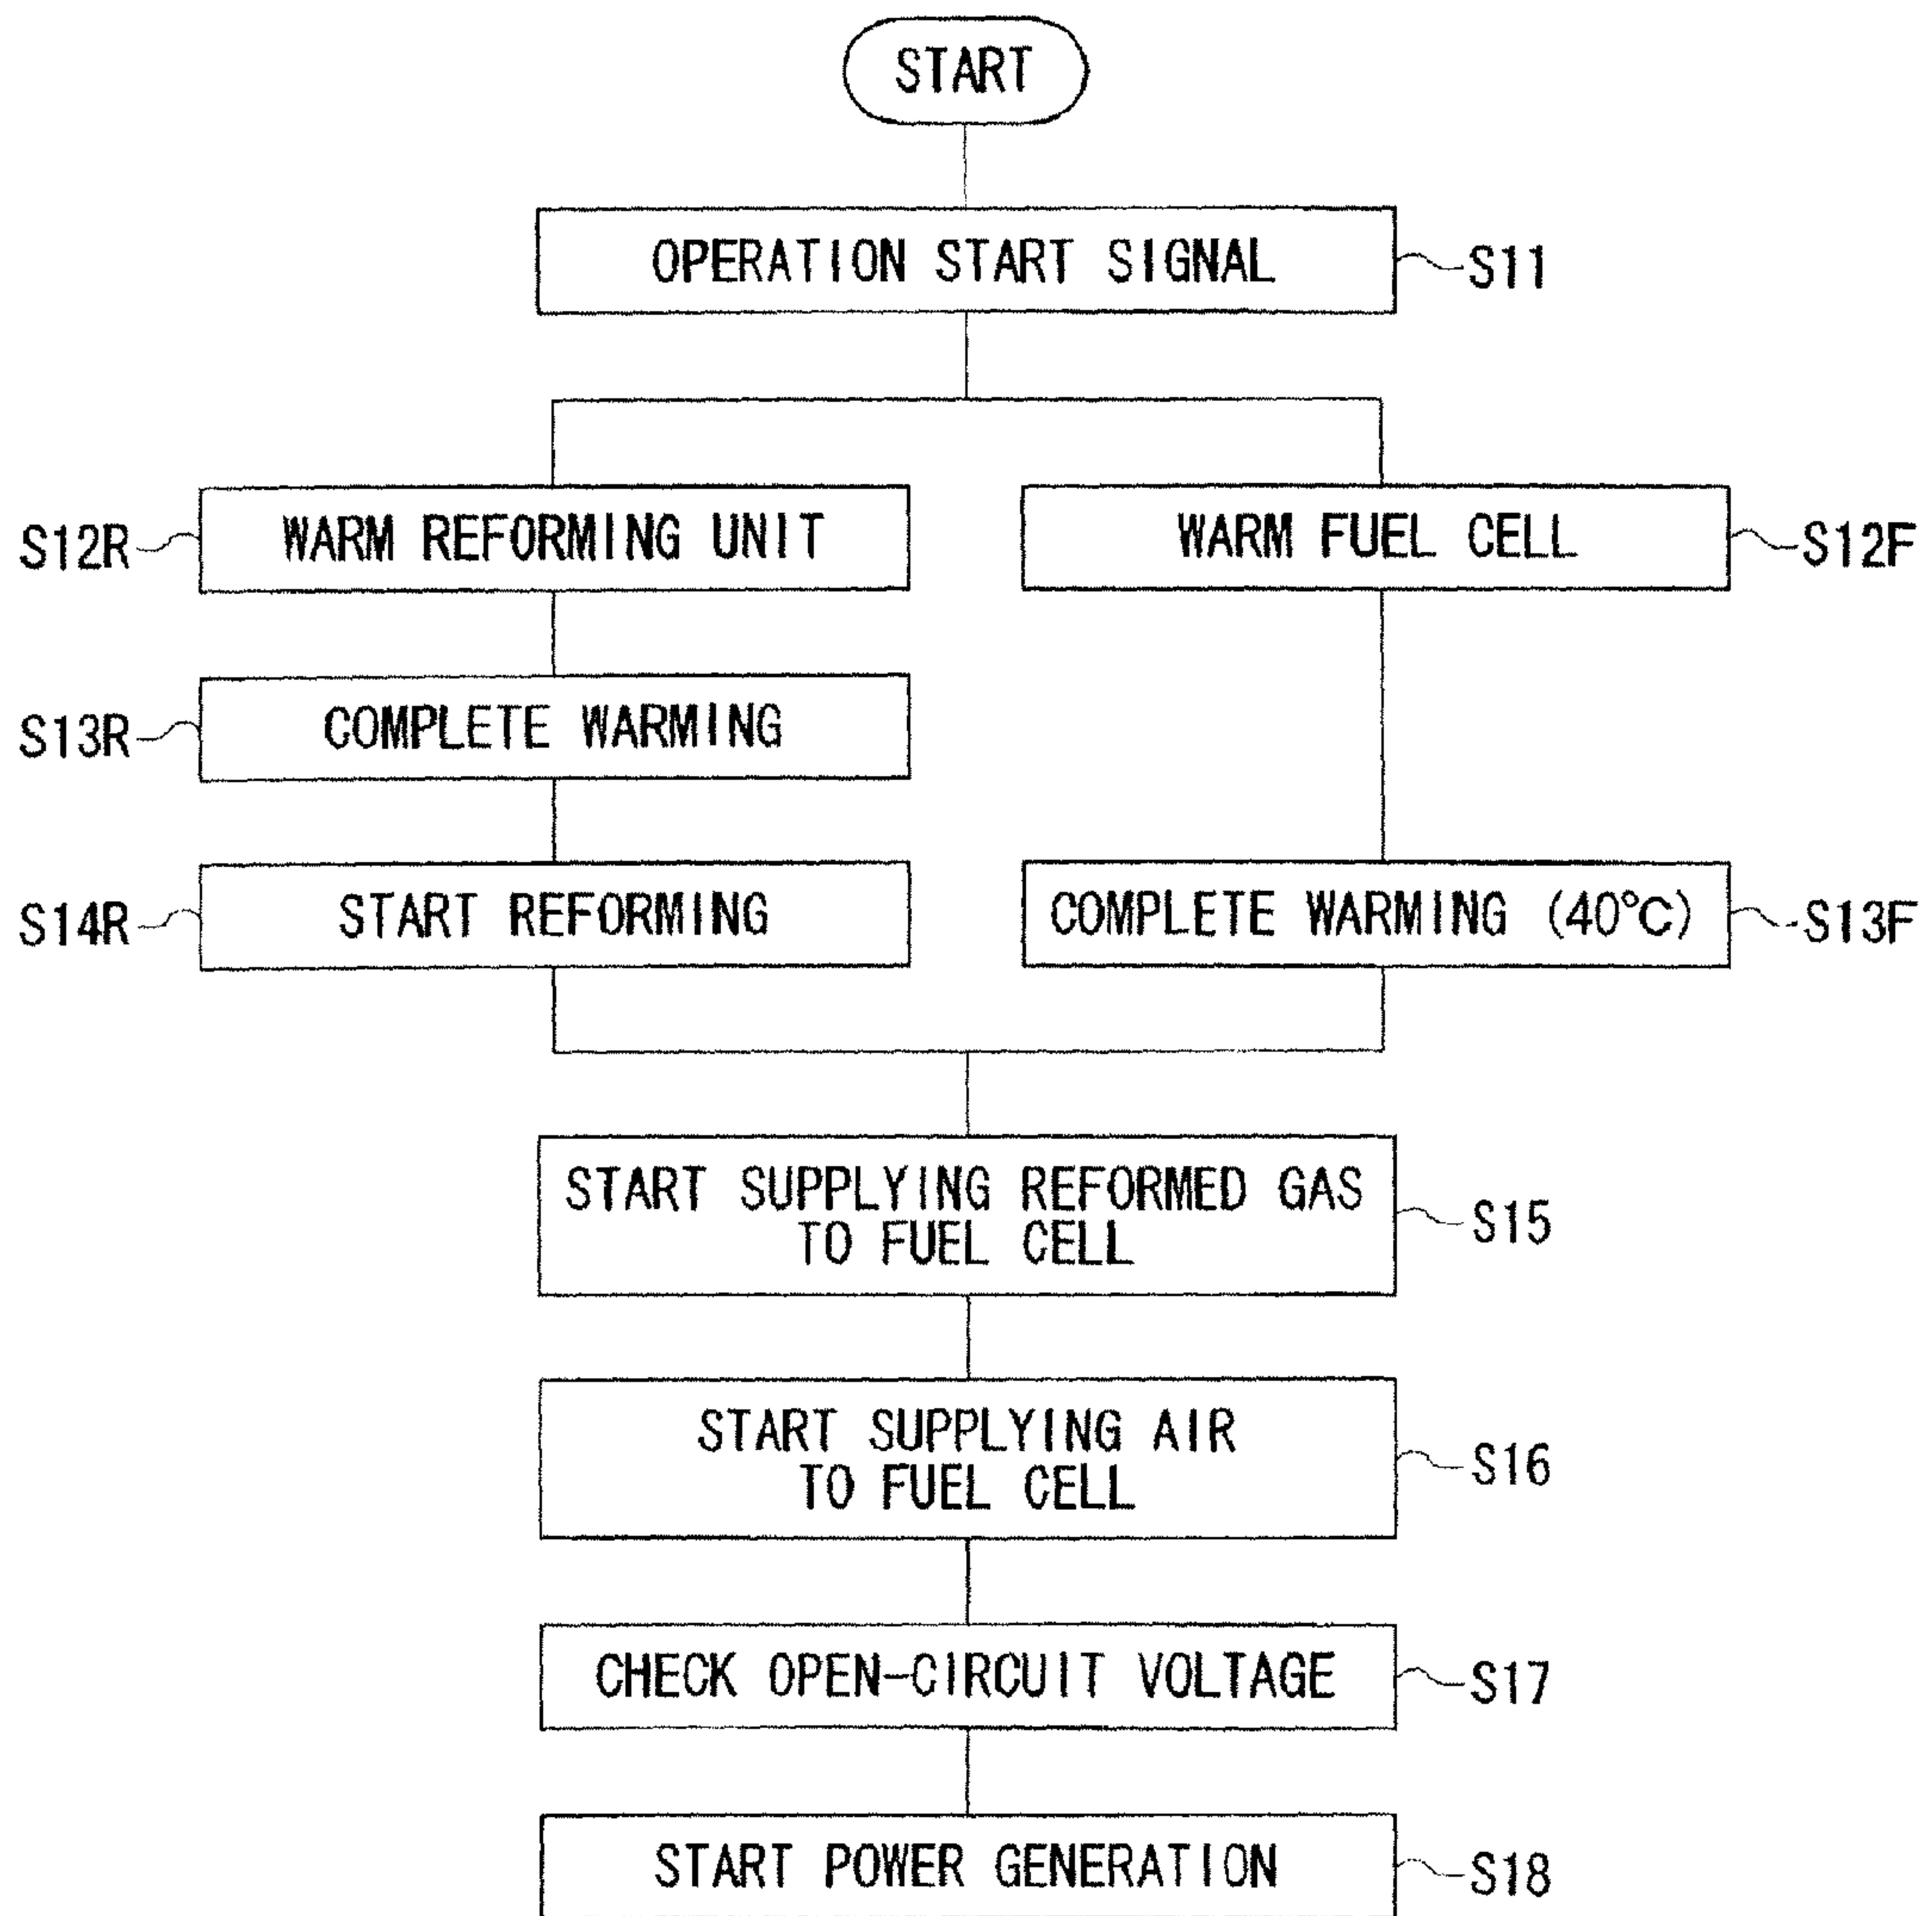 START
OPERATION START SIGNAL
S11
S12R
WARM REFORMING UNIT
WARM FUEL CELL
S12F
S13R
COMPLETE WARMING
S14R
START REFORMING
COMPLETE WARMING (40°C)
S13F
START SUPPLYING REFORMED GAS
TO FUEL CELL
S15
START SUPPLYING AIR
TO FUEL CELL
S16
CHECK OPEN-CIRCUIT VOLTAGE
S17
START POWER GENERATION
S18